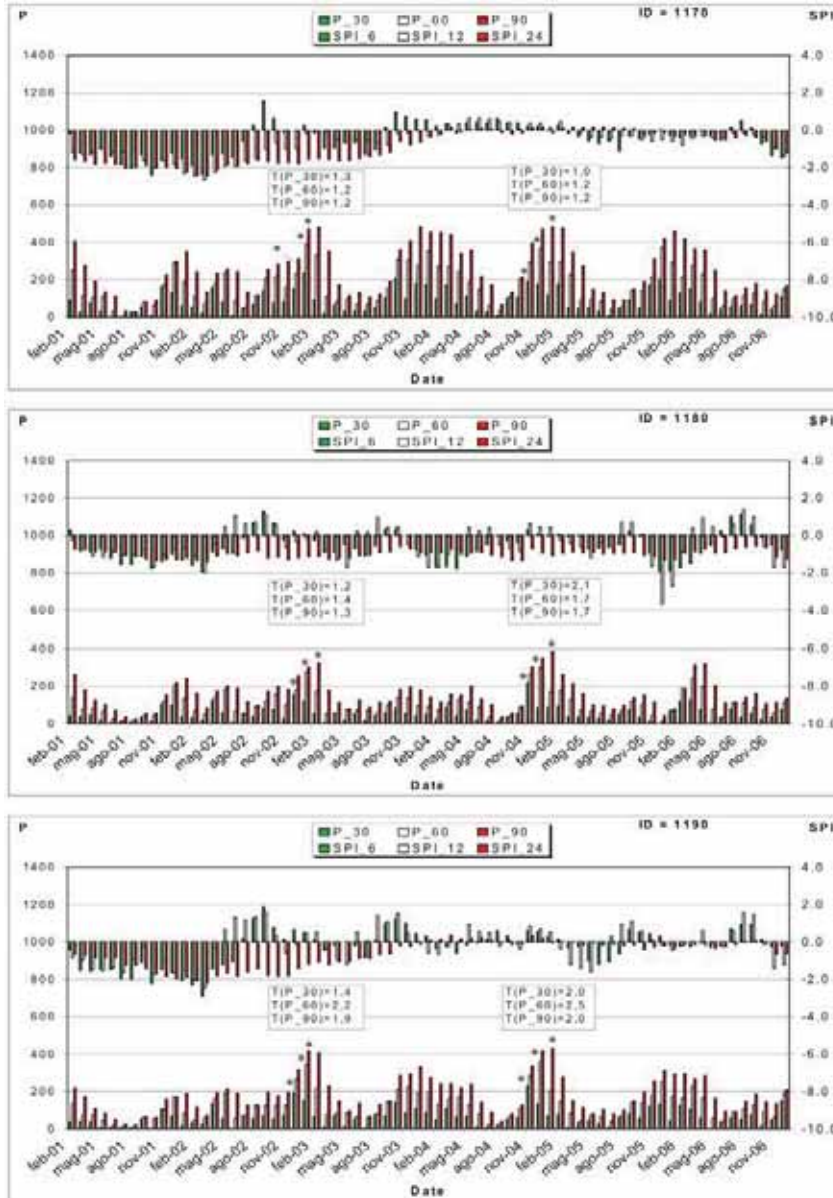 P
ID = 1170
SPI
P_30 P_60 P_90
SPI_6 SPI_12 SPI_24
1400 4.0
1200 2.0
1000 0.0
800 -2.0
600 -4.0
400 -6.0
200 -8.0
0 -10.0
T(P_30)=1.3
T(P_60)=1.2
T(P_90)=1.2
T(P_30)=1.0
T(P_60)=1.2
T(P_90)=1.2
feb-01 mag-01 ago-01 nov-01 feb-02 mag-02 ago-02 nov-02 feb-03 mag-03 ago-03 nov-03 feb-04 mag-04 ago-04 nov-04 feb-05 mag-05 ago-05 nov-05 feb-06 mag-06 ago-06 nov-06
Date
P
ID = 1180
SPI
P_30 P_60 P_90
SPI_6 SPI_12 SPI_24
1400 4.0
1200 2.0
1000 0.0
800 -2.0
600 -4.0
400 -6.0
200 -8.0
0 -10.0
T(P_30)=1.2
T(P_60)=1.4
T(P_90)=1.3
T(P_30)=2.1
T(P_60)=1.7
T(P_90)=1.7
feb-01 mag-01 ago-01 nov-01 feb-02 mag-02 ago-02 nov-02 feb-03 mag-03 ago-03 nov-03 feb-04 mag-04 ago-04 nov-04 feb-05 mag-05 ago-05 nov-05 feb-06 mag-06 ago-06 nov-06
Date
P
ID = 1190
SPI
P_30 P_60 P_90
SPI_6 SPI_12 SPI_24
1400 4.0
1200 2.0
1000 0.0
800 -2.0
600 -4.0
400 -6.0
200 -8.0
0 -10.0
T(P_30)=1.4
T(P_60)=2.2
T(P_90)=1.9
T(P_30)=2.0
T(P_60)=2.5
T(P_90)=2.0
feb-01 mag-01 ago-01 nov-01 feb-02 mag-02 ago-02 nov-02 feb-03 mag-03 ago-03 nov-03 feb-04 mag-04 ago-04 nov-04 feb-05 mag-05 ago-05 nov-05 feb-06 mag-06 ago-06 nov-06
Date